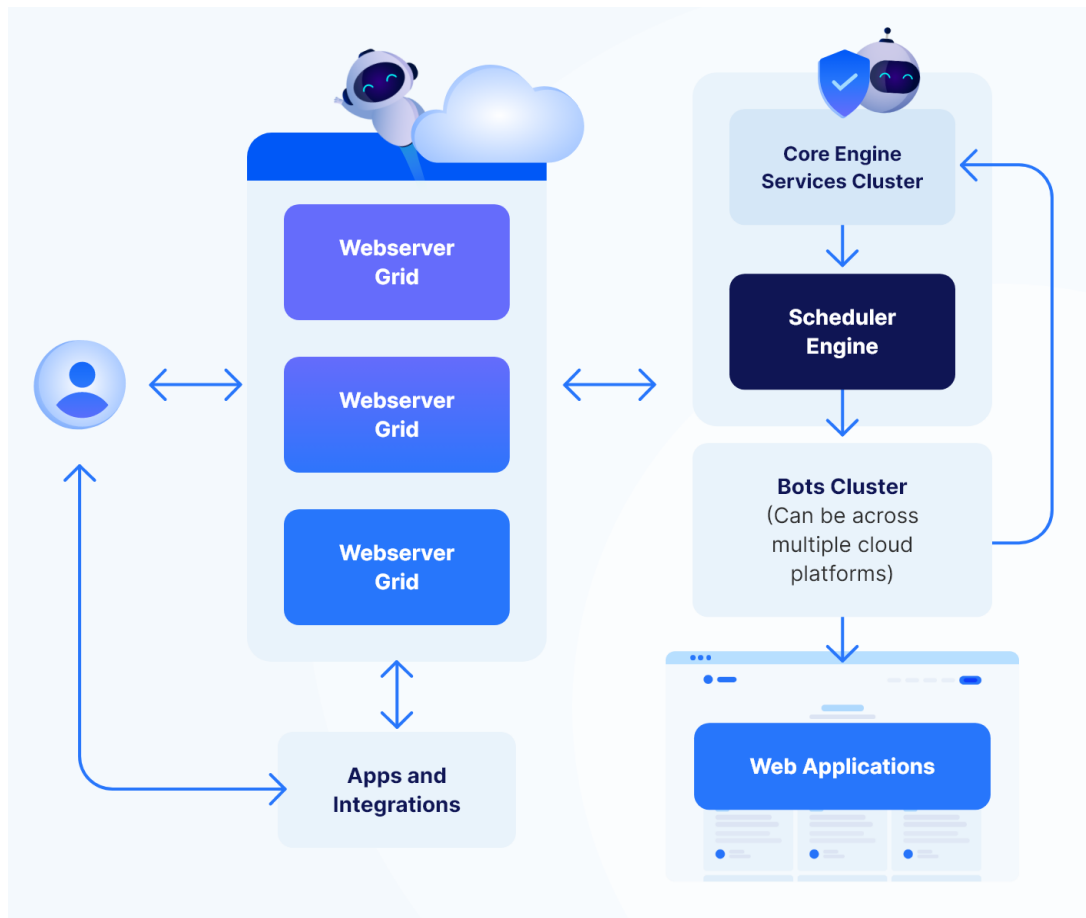 Webserver
Grid
Webserver
Grid
Webserver
Grid
Apps and
Integrations
Core Engine
Services Cluster
Scheduler
Engine
Bots Cluster
(Can be across
multiple cloud
platforms)
Web Applications